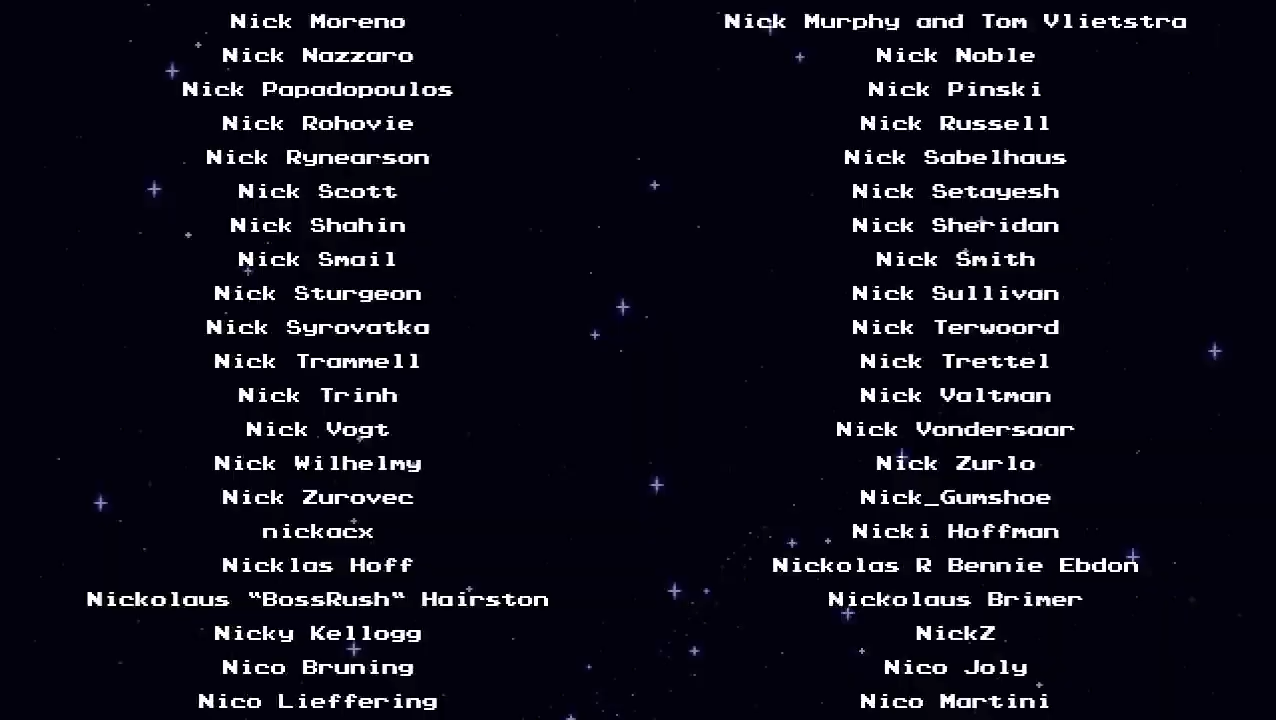 Nick Moreno
Nick Murphy and Tom Vlietstra
Nick Nazzaro
Nick Noble
Nick Papadopoulos
Nick Pinski
Nick Rohovie
Nick Russell
Nick Rynearson
Nick Sabelhaus
Nick Scott
Nick Setayesh
Nick Shahin
Nick Sheridan
Nick Smail
Nick Smith
Nick Sturgeon
Nick Sullivan
Nick Syrovatka
Nick Terwoord
Nick Trammell
Nick Trettel
Nick Trinh
Nick Valtman
Nick Vogt
Nick Vondersaar
Nick Wilhelmy
Nick Zurlo
Nick Zurovec
Nick_Gumshoe
nickacx
Nicki Hoffman
Nicklas Hoff
Nickolas R Bennie Ebdon
Nickolaus "BossRush" Hairston
Nickolaus Brimer
Nicky Kellogg
NickZ
Nico Bruning
Nico Joly
Nico Lieffering
Nico Martini